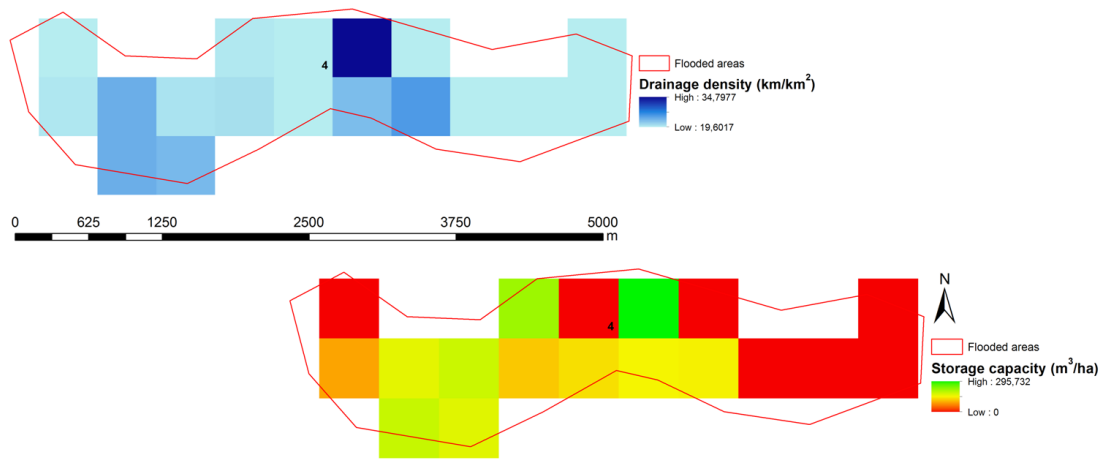 4
Flooded areas
Drainage density (km/km²)
High : 34,7977
Low : 19,6017
0 625 1250 2500 3750 5000
m
N
4
Flooded areas
Storage capacity (m³/ha)
High : 295,732
Low : 0